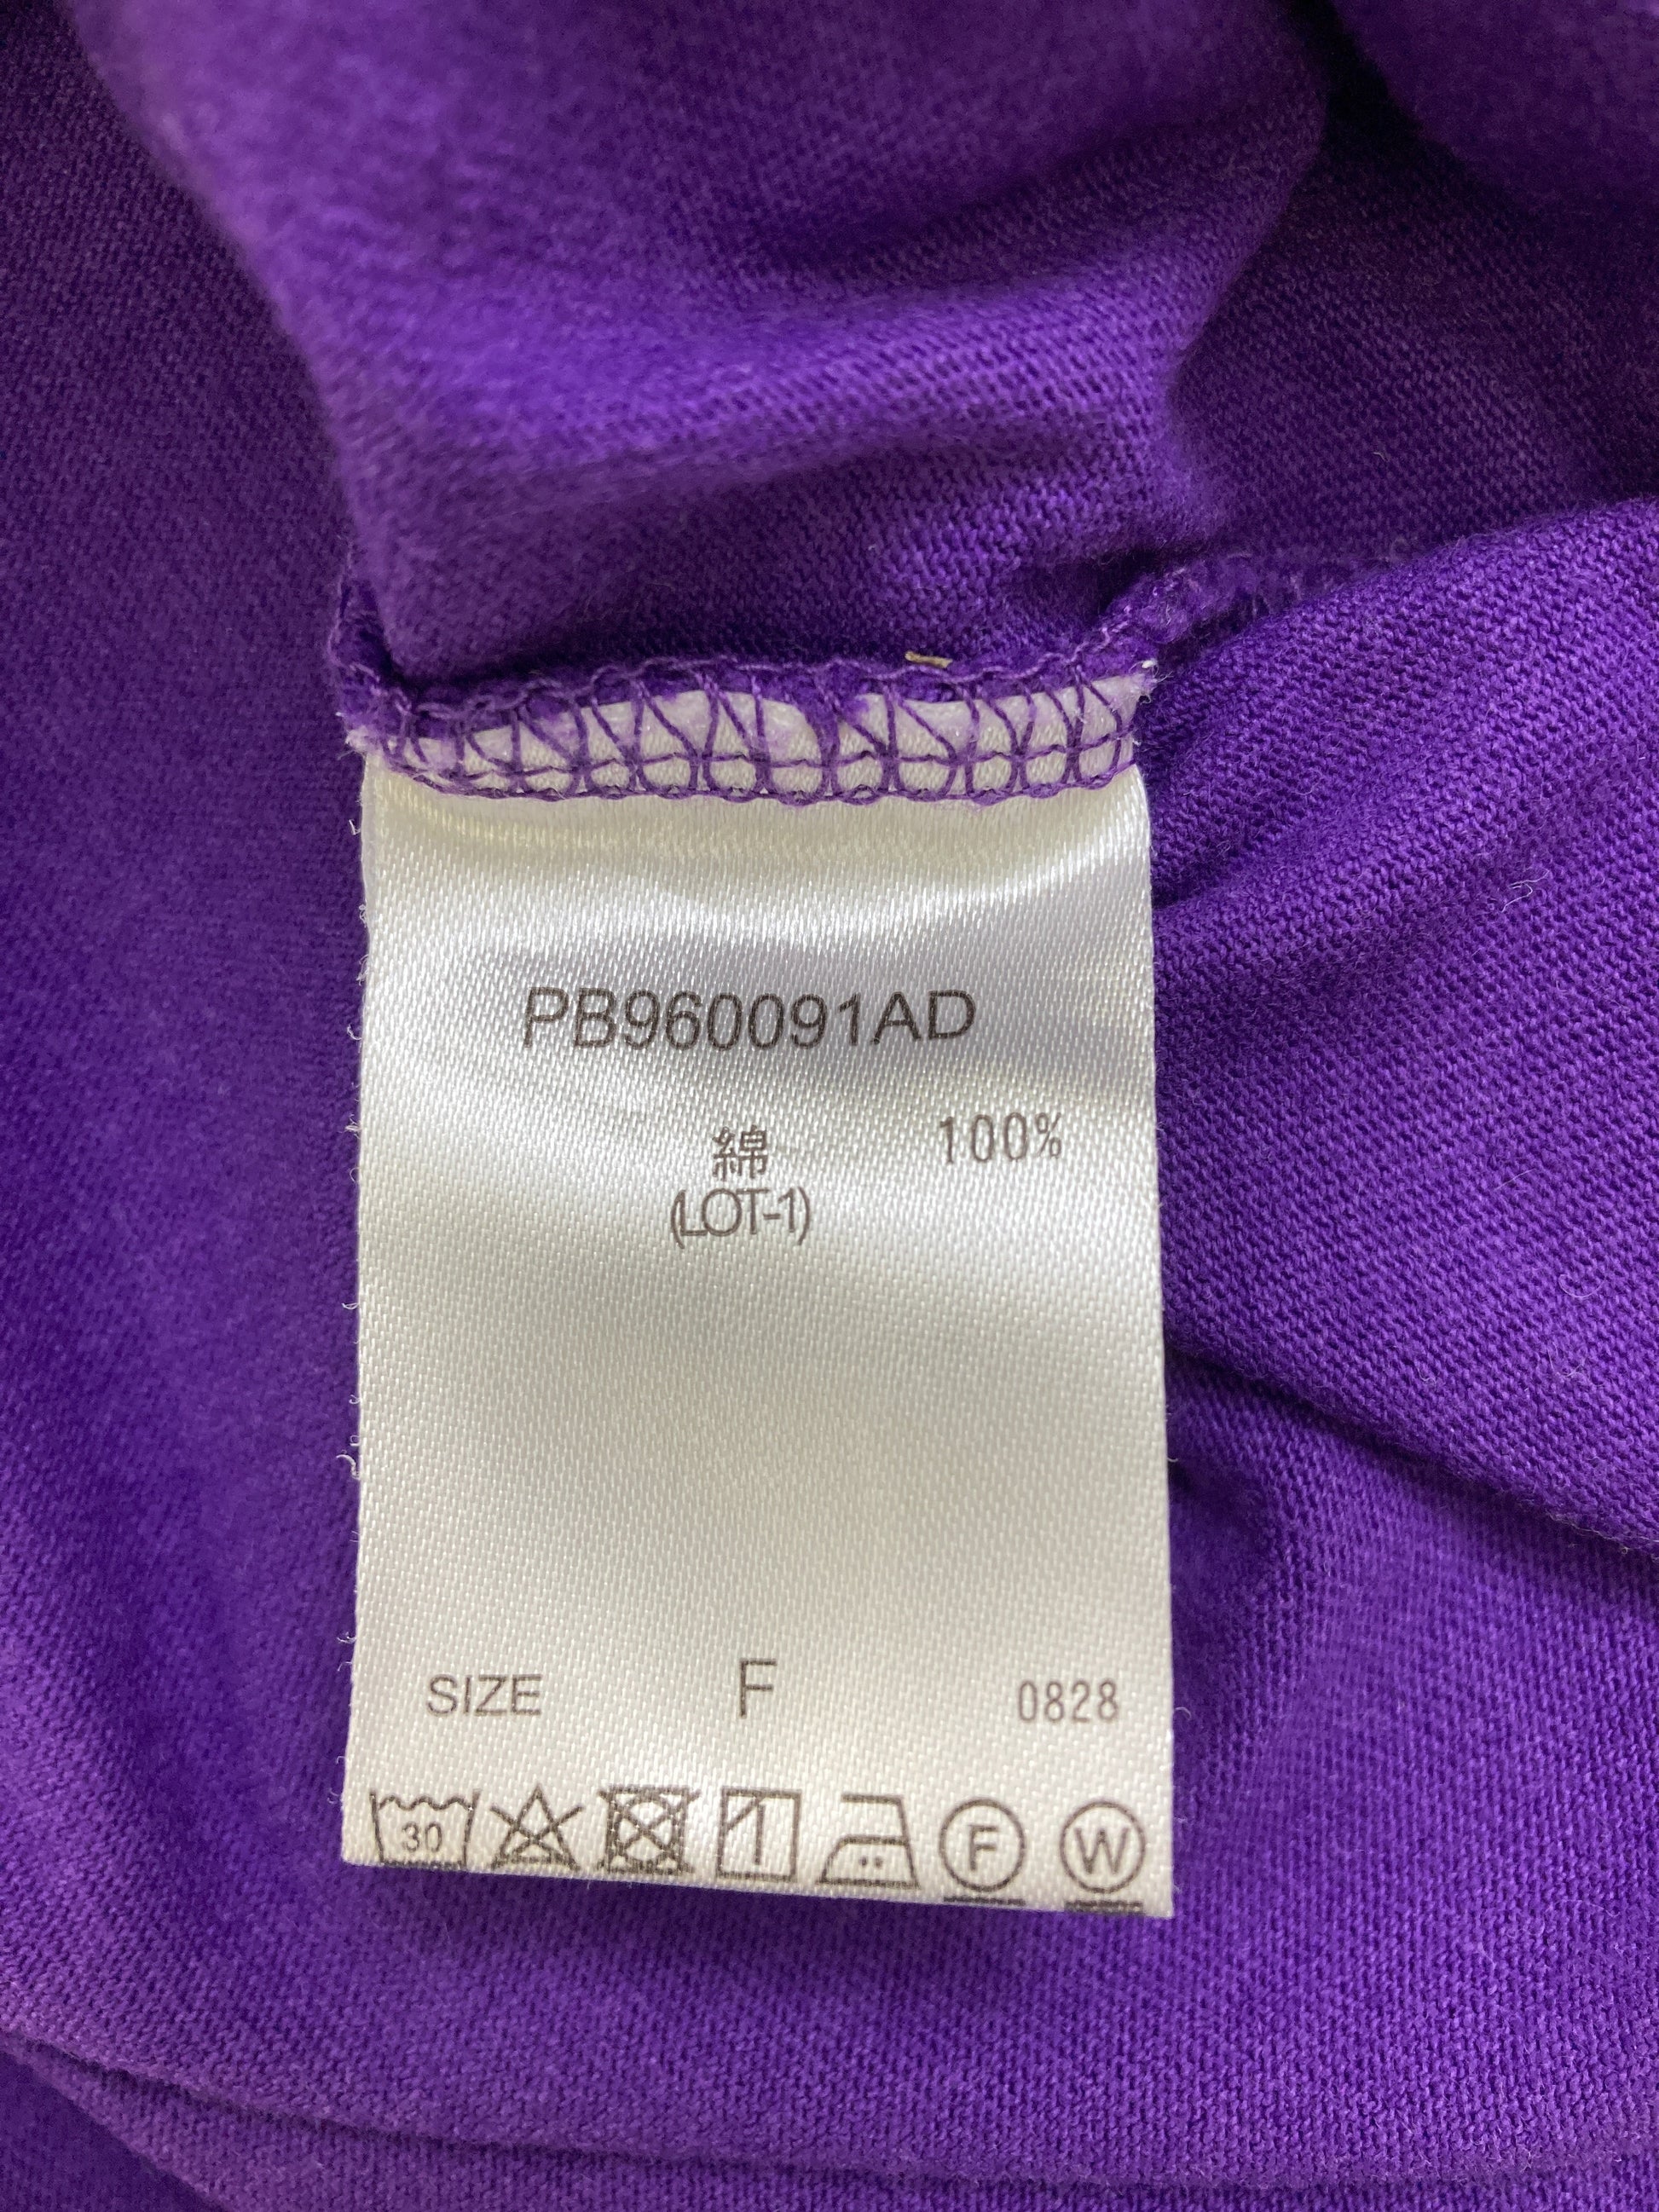 PB960091AD
綿 100%
(LOT-1)
SIZE F 0828
30 F W